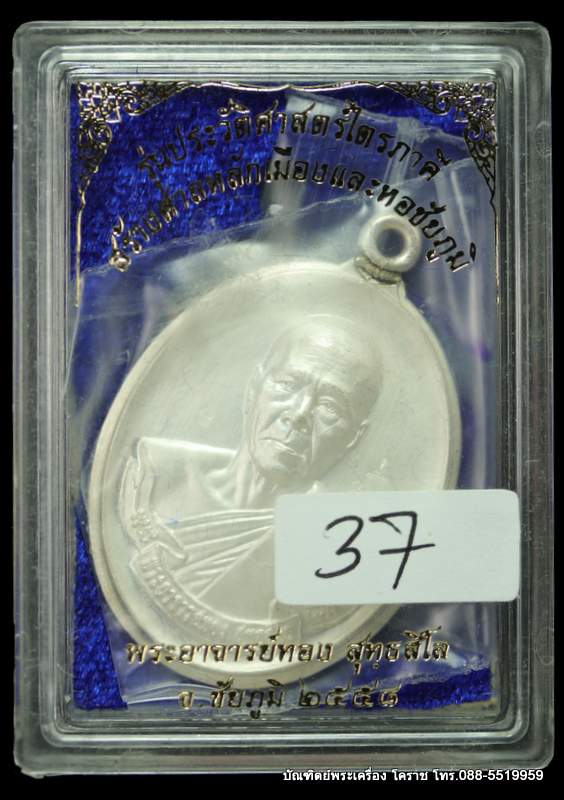 รุ่นประวัติศาสตร์ไตรภาคี
สร้างศาลหลักเมืองและหอชัยภูมิ
37
พระอาจารย์ทอง สุทฺธสีโล
จ.ชัยภูมิ ๒๕๕๘
บัณฑิตย์พระเครื่อง โคราช โทร.088-5519959